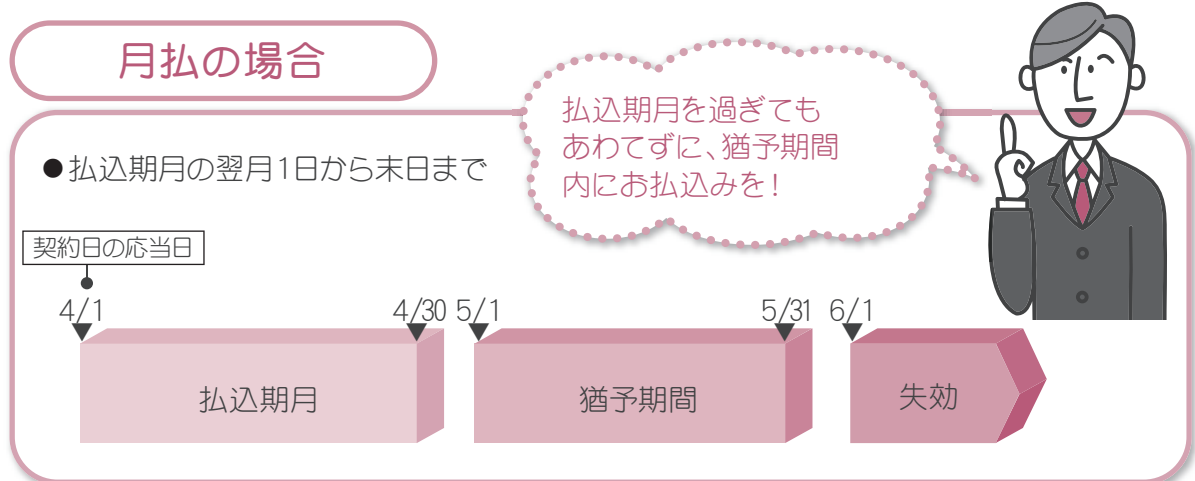 月払の場合
払込期月を過ぎても
あわてずに、猶予期間
内にお払込みを！
●払込期月の翌月1日から末日まで
契約日の応当日
4/1
4/30
5/1
5/31
6/1
払込期月
猶予期間
失効